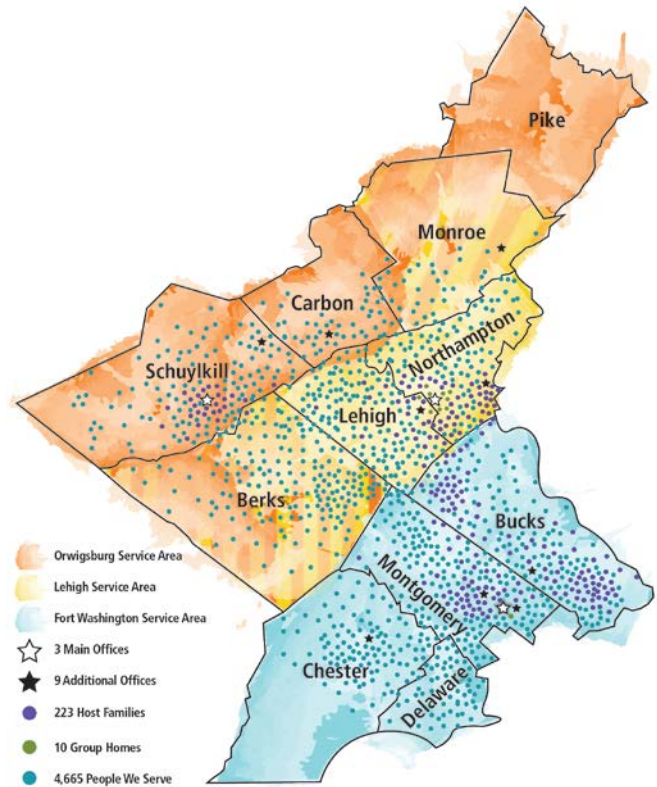 Pike
Monroe
Carbon
Northampton
Schuylkill
Lehigh
Berks
Bucks
Montgomery
Chester
Delaware
Orwigsburg Service Area
Lehigh Service Area
Fort Washington Service Area
3 Main Offices
9 Additional Offices
223 Host Families
10 Group Homes
4,665 People We Serve